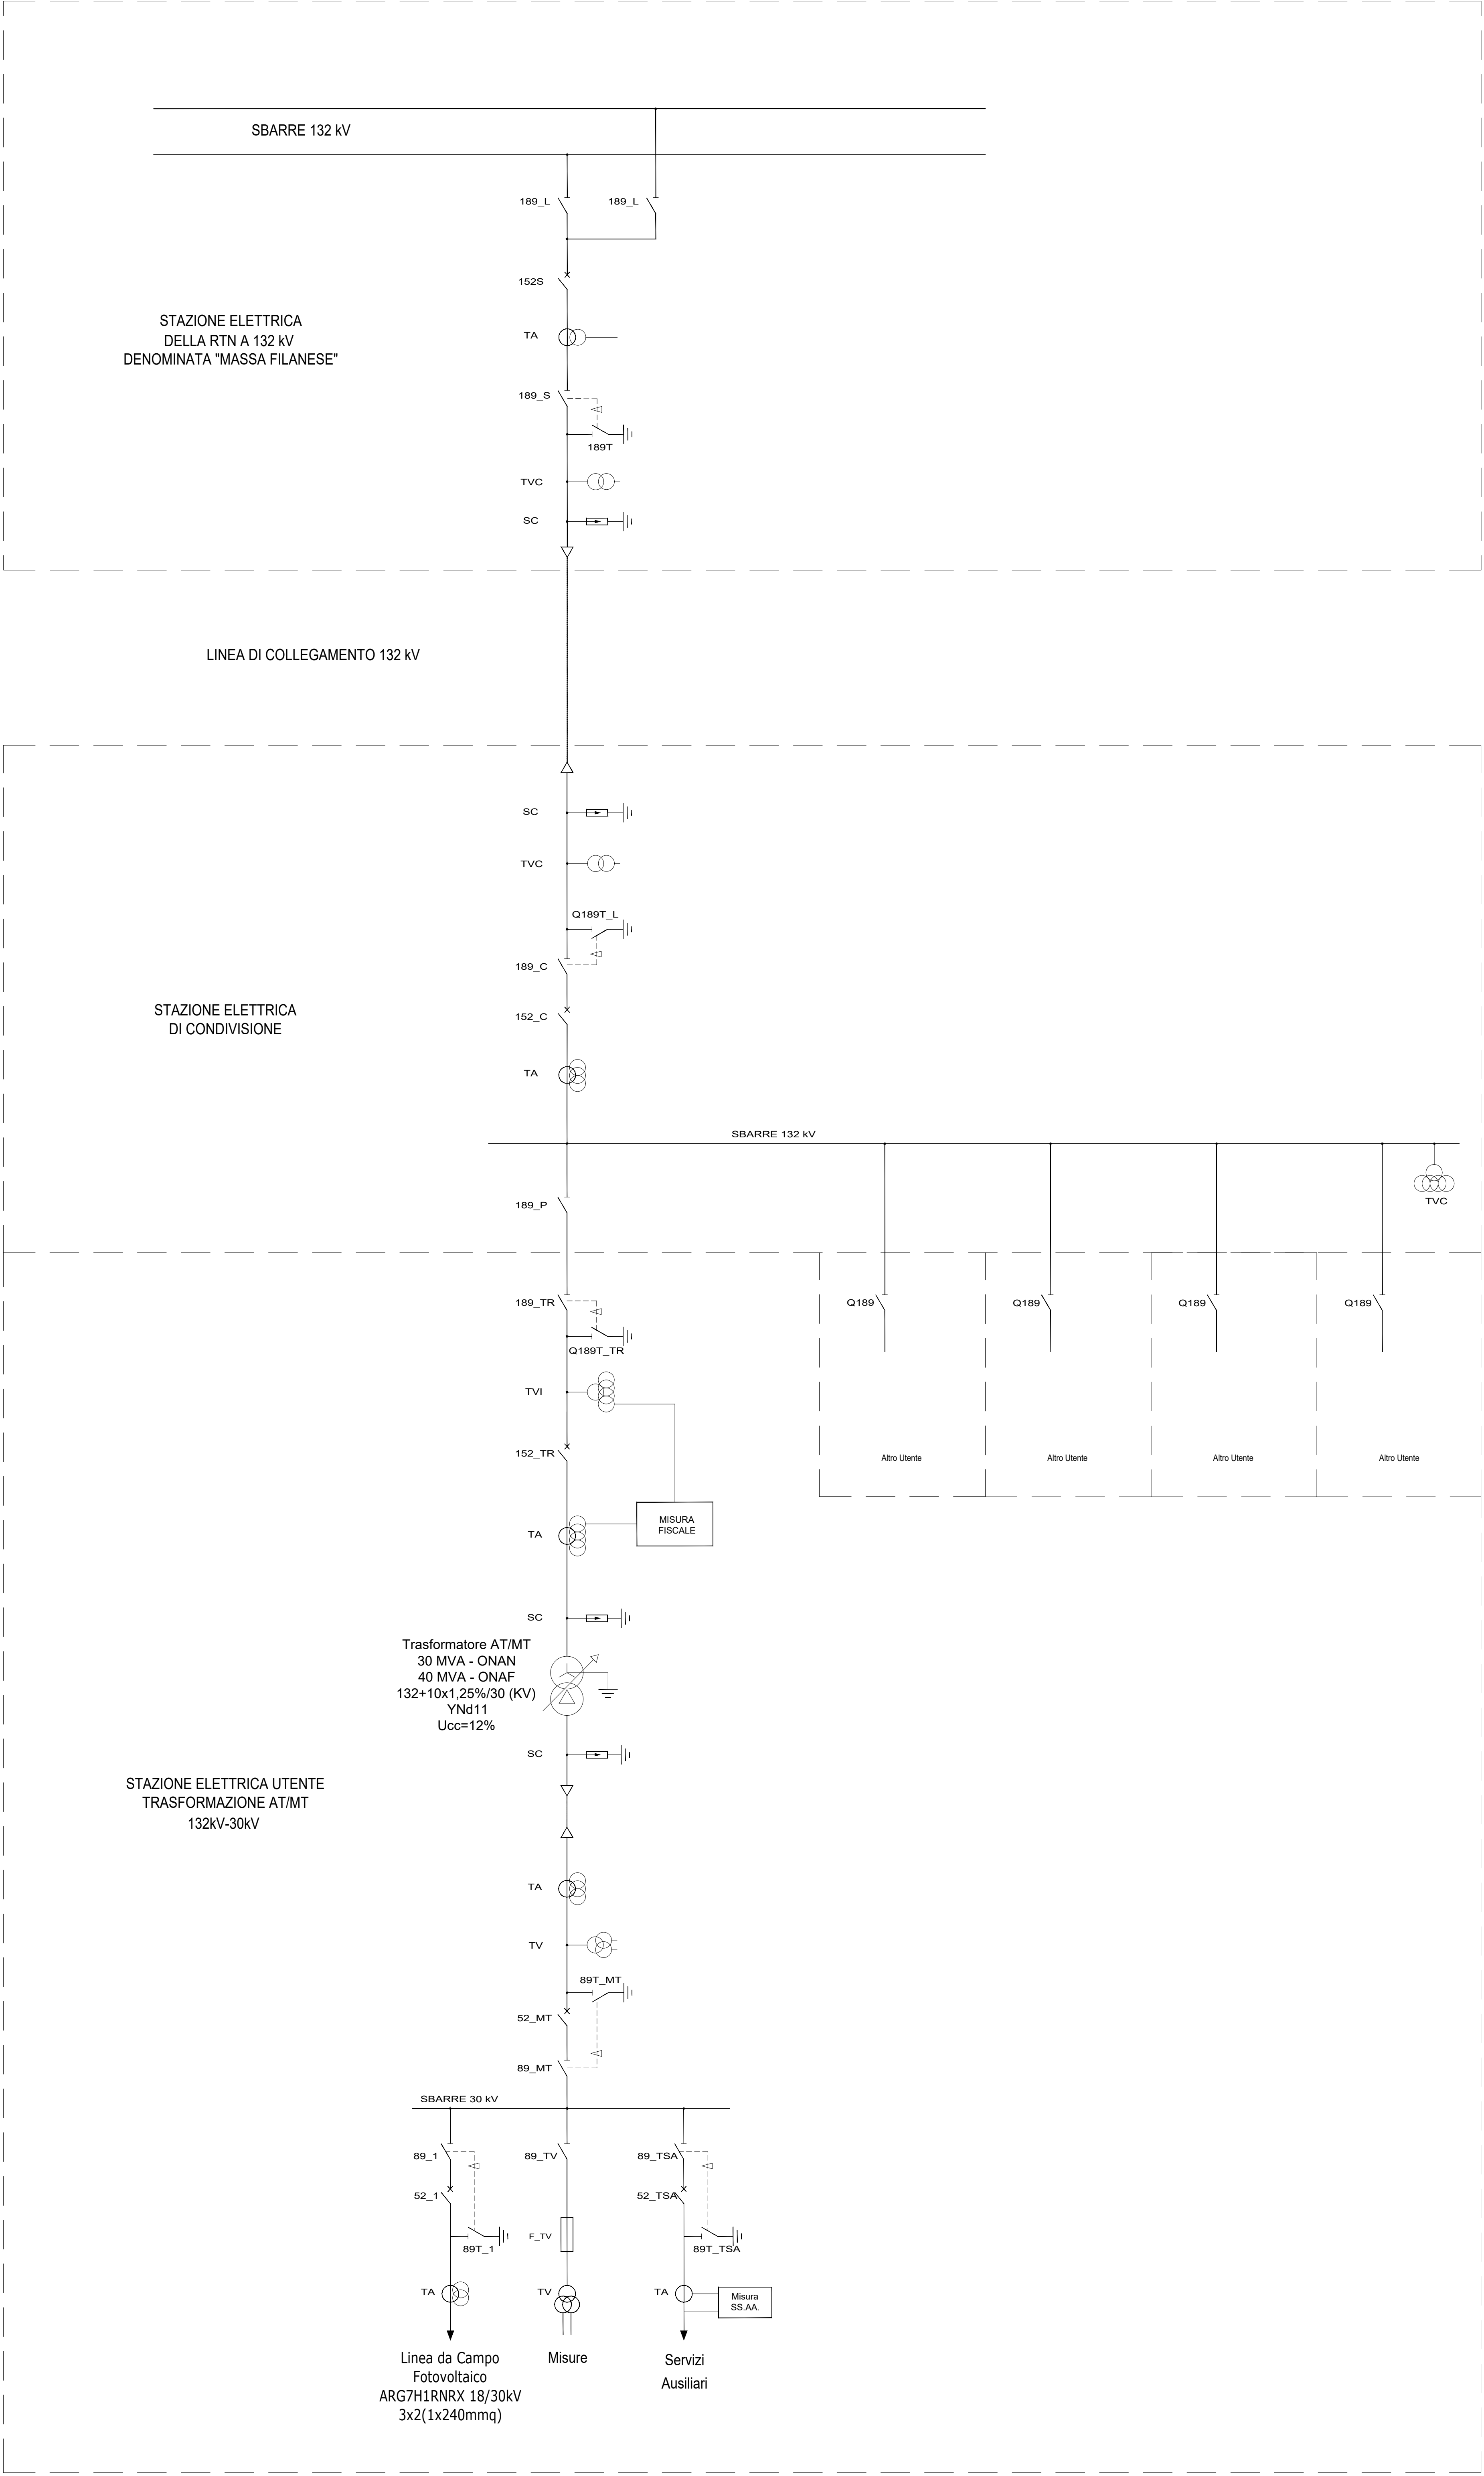 SBARRE 132 kV
189_L
189_L
152S
STAZIONE ELETTRICA
DELLA RTN A 132 kV
DENOMINATA "MASSA FILANESE"
TA
189_S
189T
TVC
SC
LINEA DI COLLEGAMENTO 132 kV
SC
TVC
Q189T_L
189_C
STAZIONE ELETTRICA
DI CONDIVISIONE
152_C
TA
SBARRE 132 kV
TVC
189_P
189_TR
Q189T_TR
Q189
Q189
Q189
Q189
TVI
152_TR
Altro Utente
Altro Utente
Altro Utente
Altro Utente
MISURA
FISCALE
TA
SC
Trasformatore AT/MT
30 MVA - ONAN
40 MVA - ONAF
132+10x1,25%/30 (KV)
YNd11
Ucc=12%
SC
STAZIONE ELETTRICA UTENTE
TRASFORMAZIONE AT/MT
132kV-30kV
TA
TV
89T_MT
52_MT
89_MT
SBARRE 30 kV
89_1
89_TV
89_TSA
52_1
52_TSA
F_TV
89T_1
89T_TSA
TA
TV
TA
Misura
SS.AA.
Linea da Campo
Fotovoltaico
ARG7H1RNRX 18/30kV
3x2(1x240mmq)
Misure
Servizi
Ausiliari